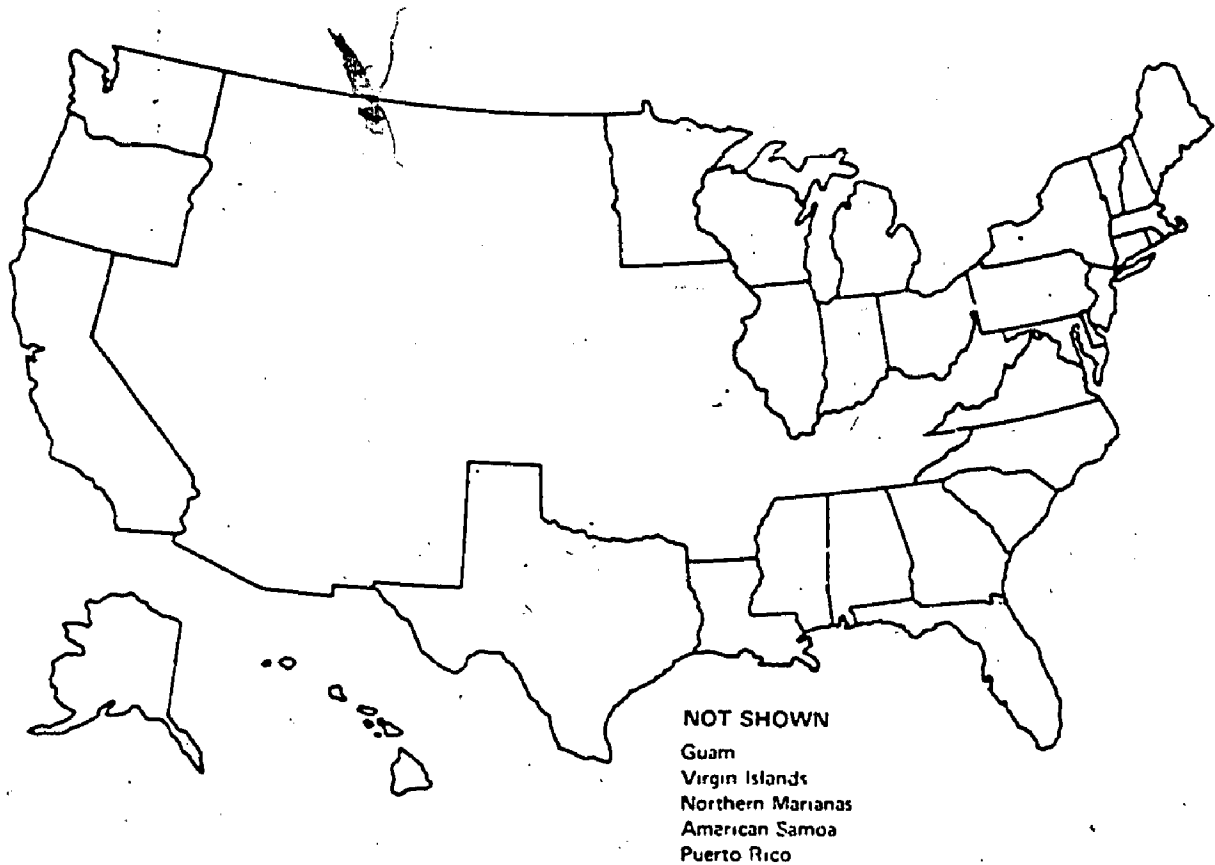 NOT SHOWN
Guam
Virgin Islands
Northern Marianas
American Samoa
Puerto Rico